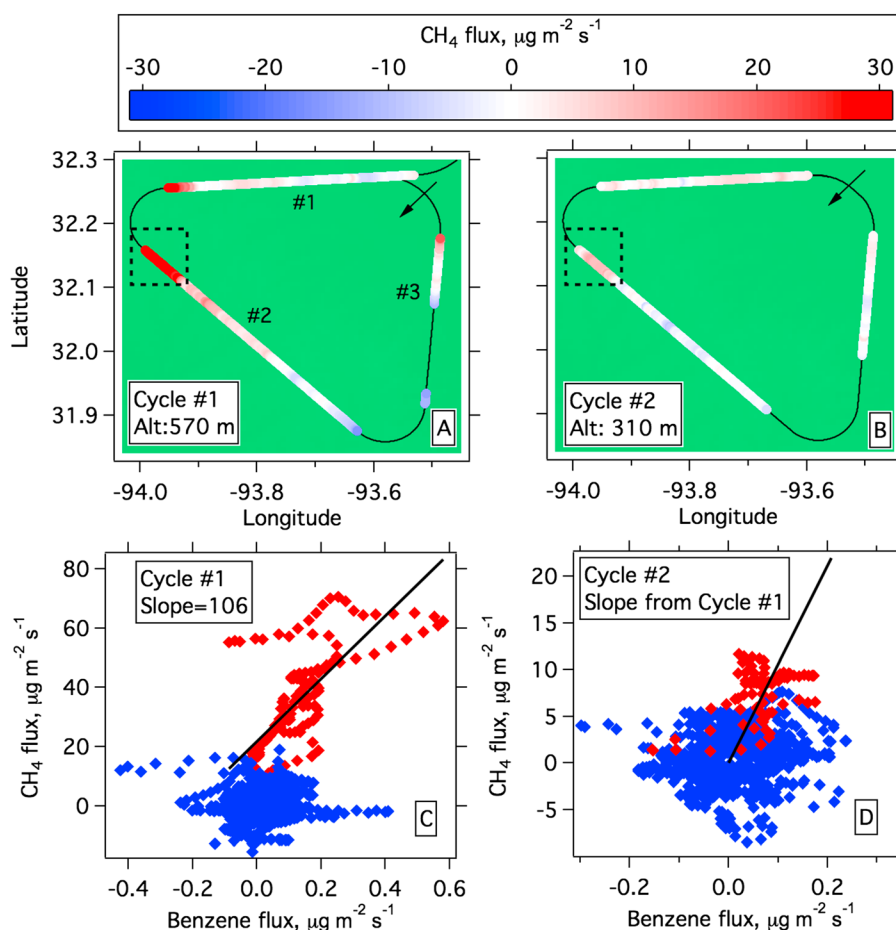 CH₄ flux, μg m⁻² s⁻¹
-30 -20 -10 0 10 20 30
32.3
32.2
32.1
32.0
31.9
Latitude
#1
#2
#3
Cycle #1
Alt:570 m
A
-94.0 -93.8 -93.6
Longitude
Cycle #2
Alt: 310 m
B
-94.0 -93.8 -93.6
Longitude
80
60
40
20
0
CH₄ flux, μg m⁻² s⁻¹
Cycle #1
Slope=106
C
-0.4 -0.2 0.0 0.2 0.4 0.6
Benzene flux, μg m⁻² s⁻¹
20
15
10
5
0
-5
CH₄ flux, μg m⁻² s⁻¹
Cycle #2
Slope from Cycle #1
D
-0.2 0.0 0.2
Benzene flux, μg m⁻² s⁻¹